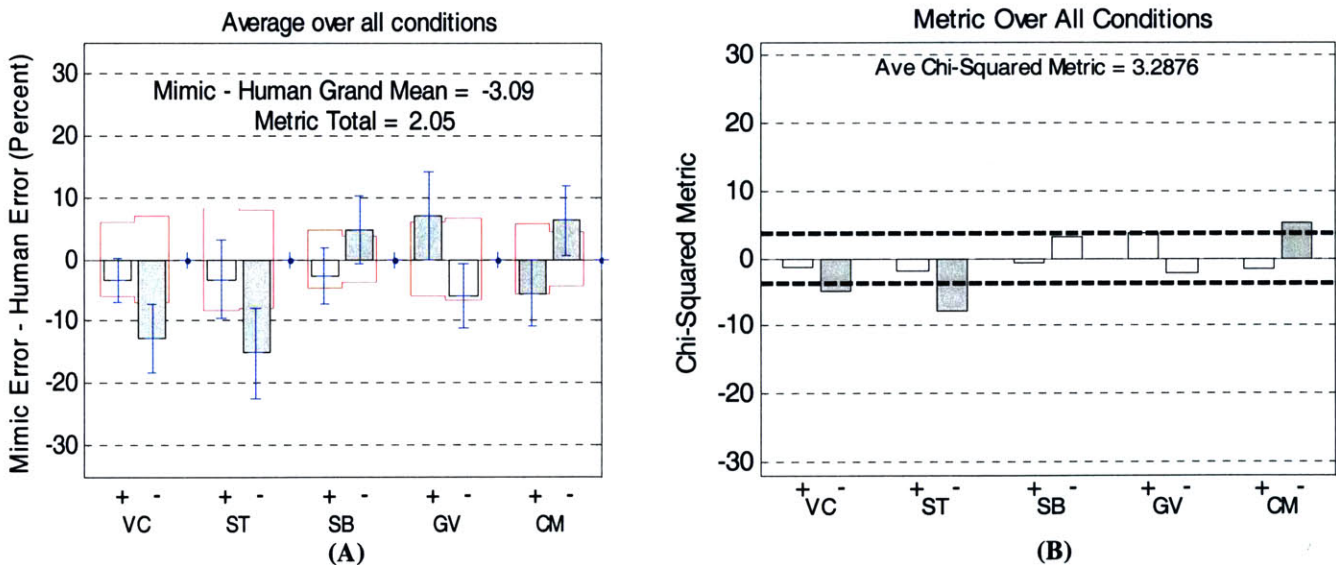 Average over all conditions
Mimic Error - Human Error (Percent)
30
20
10
0
-10
-20
-30
Mimic - Human Grand Mean = -3.09
Metric Total = 2.05
+ - + - + - + - + -
VC ST SB GV CM
(A)
Metric Over All Conditions
Chi-Squared Metric
30
20
10
0
-10
-20
-30
Ave Chi-Squared Metric = 3.2876
+ - + - + - + - + -
VC ST SB GV CM
(B)